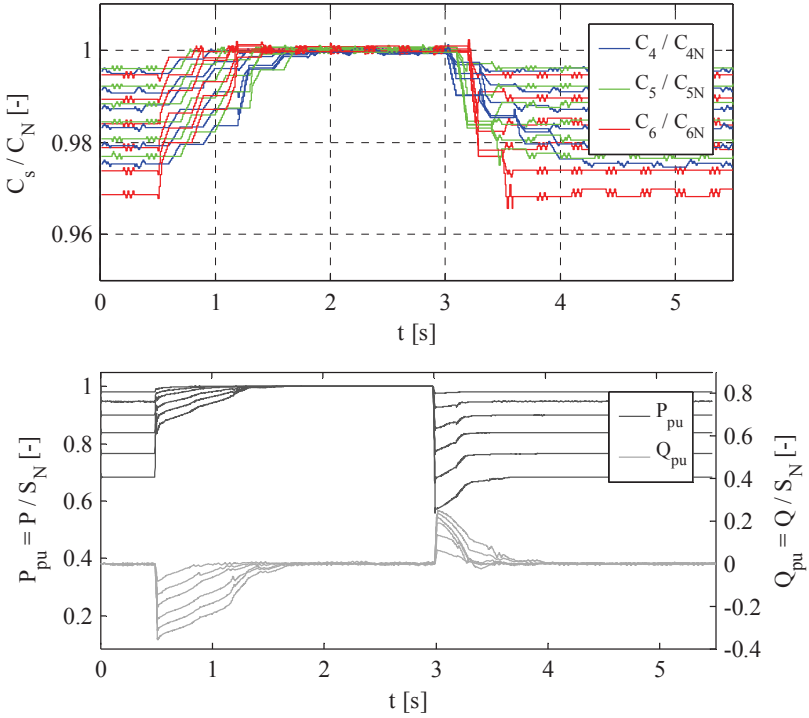 C_s / C_N [-]
1
0.98
0.96
C_4 / C_4N
C_5 / C_5N
C_6 / C_6N
0 1 2 3 4 5
t [s]
P_pu = P / S_N [-]
1
0.8
0.6
0.4
0.2
P_pu
Q_pu
0.8
0.6
0.4
0.2
0
-0.2
-0.4
Q_pu = Q / S_N [-]
0 1 2 3 4 5
t [s]